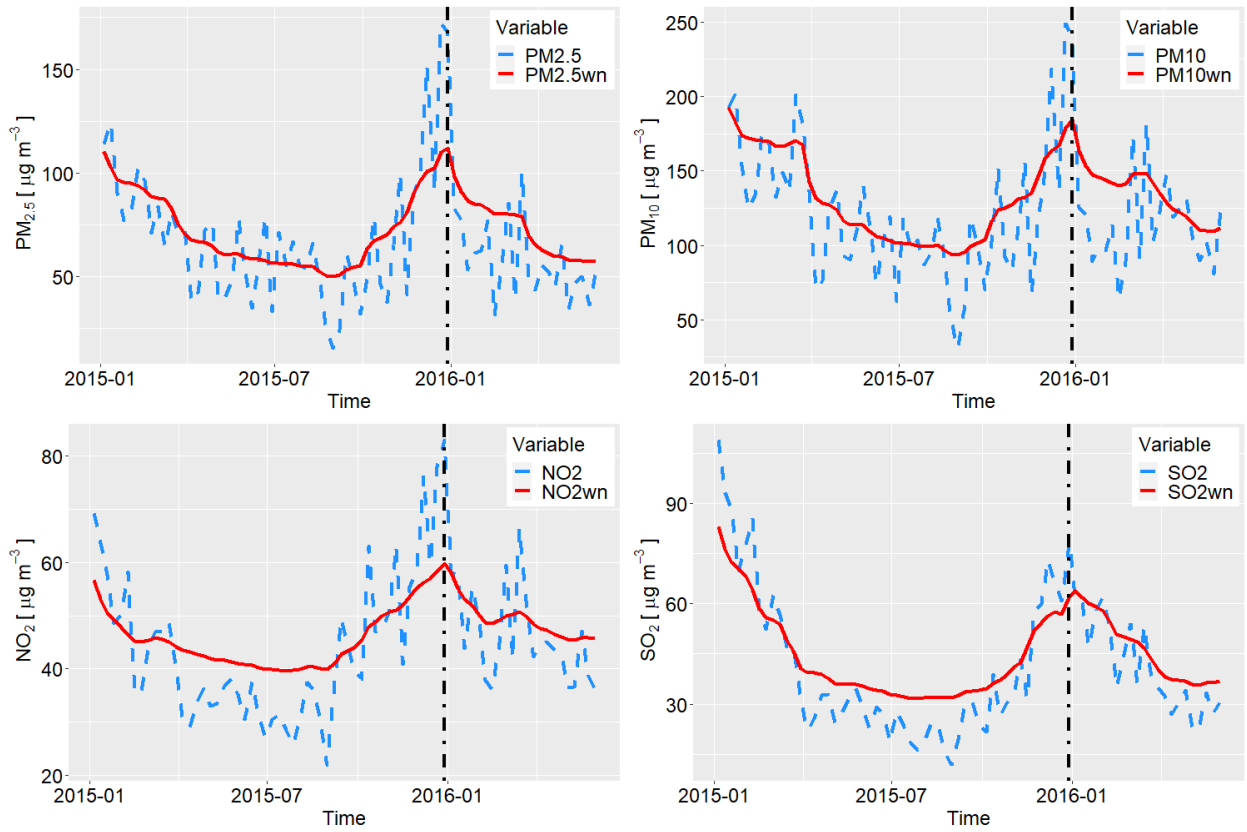 Variable
PM2.5
PM2.5wn
150
100
50
PM2.5 [ μg m−3 ]
2015-01 2015-07 2016-01
Time
Variable
PM10
PM10wn
250
200
150
100
50
PM10 [ μg m−3 ]
2015-01 2015-07 2016-01
Time
Variable
NO2
NO2wn
80
60
40
20
NO2 [ μg m−3 ]
2015-01 2015-07 2016-01
Time
Variable
SO2
SO2wn
90
60
30
SO2 [ μg m−3 ]
2015-01 2015-07 2016-01
Time